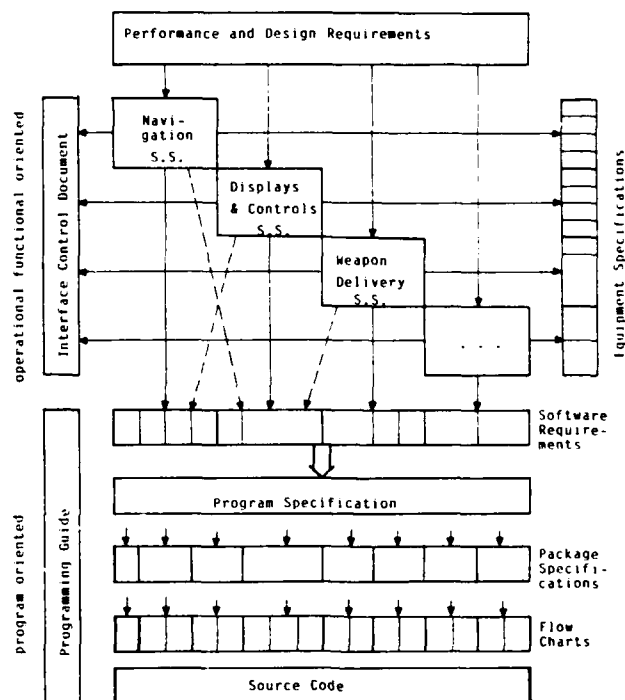 Performance and Design Requirements
Navi-
gation
S.S.
Displays
& Controls
S.S.
Weapon
Delivery
S.S.
. . .
operational functional oriented
Interface Control Document
Equipment Specifications
Software
Require-
ments
Program Specification
program oriented
Programming Guide
Package
Specifi-
cations
Flow
Charts
Source Code